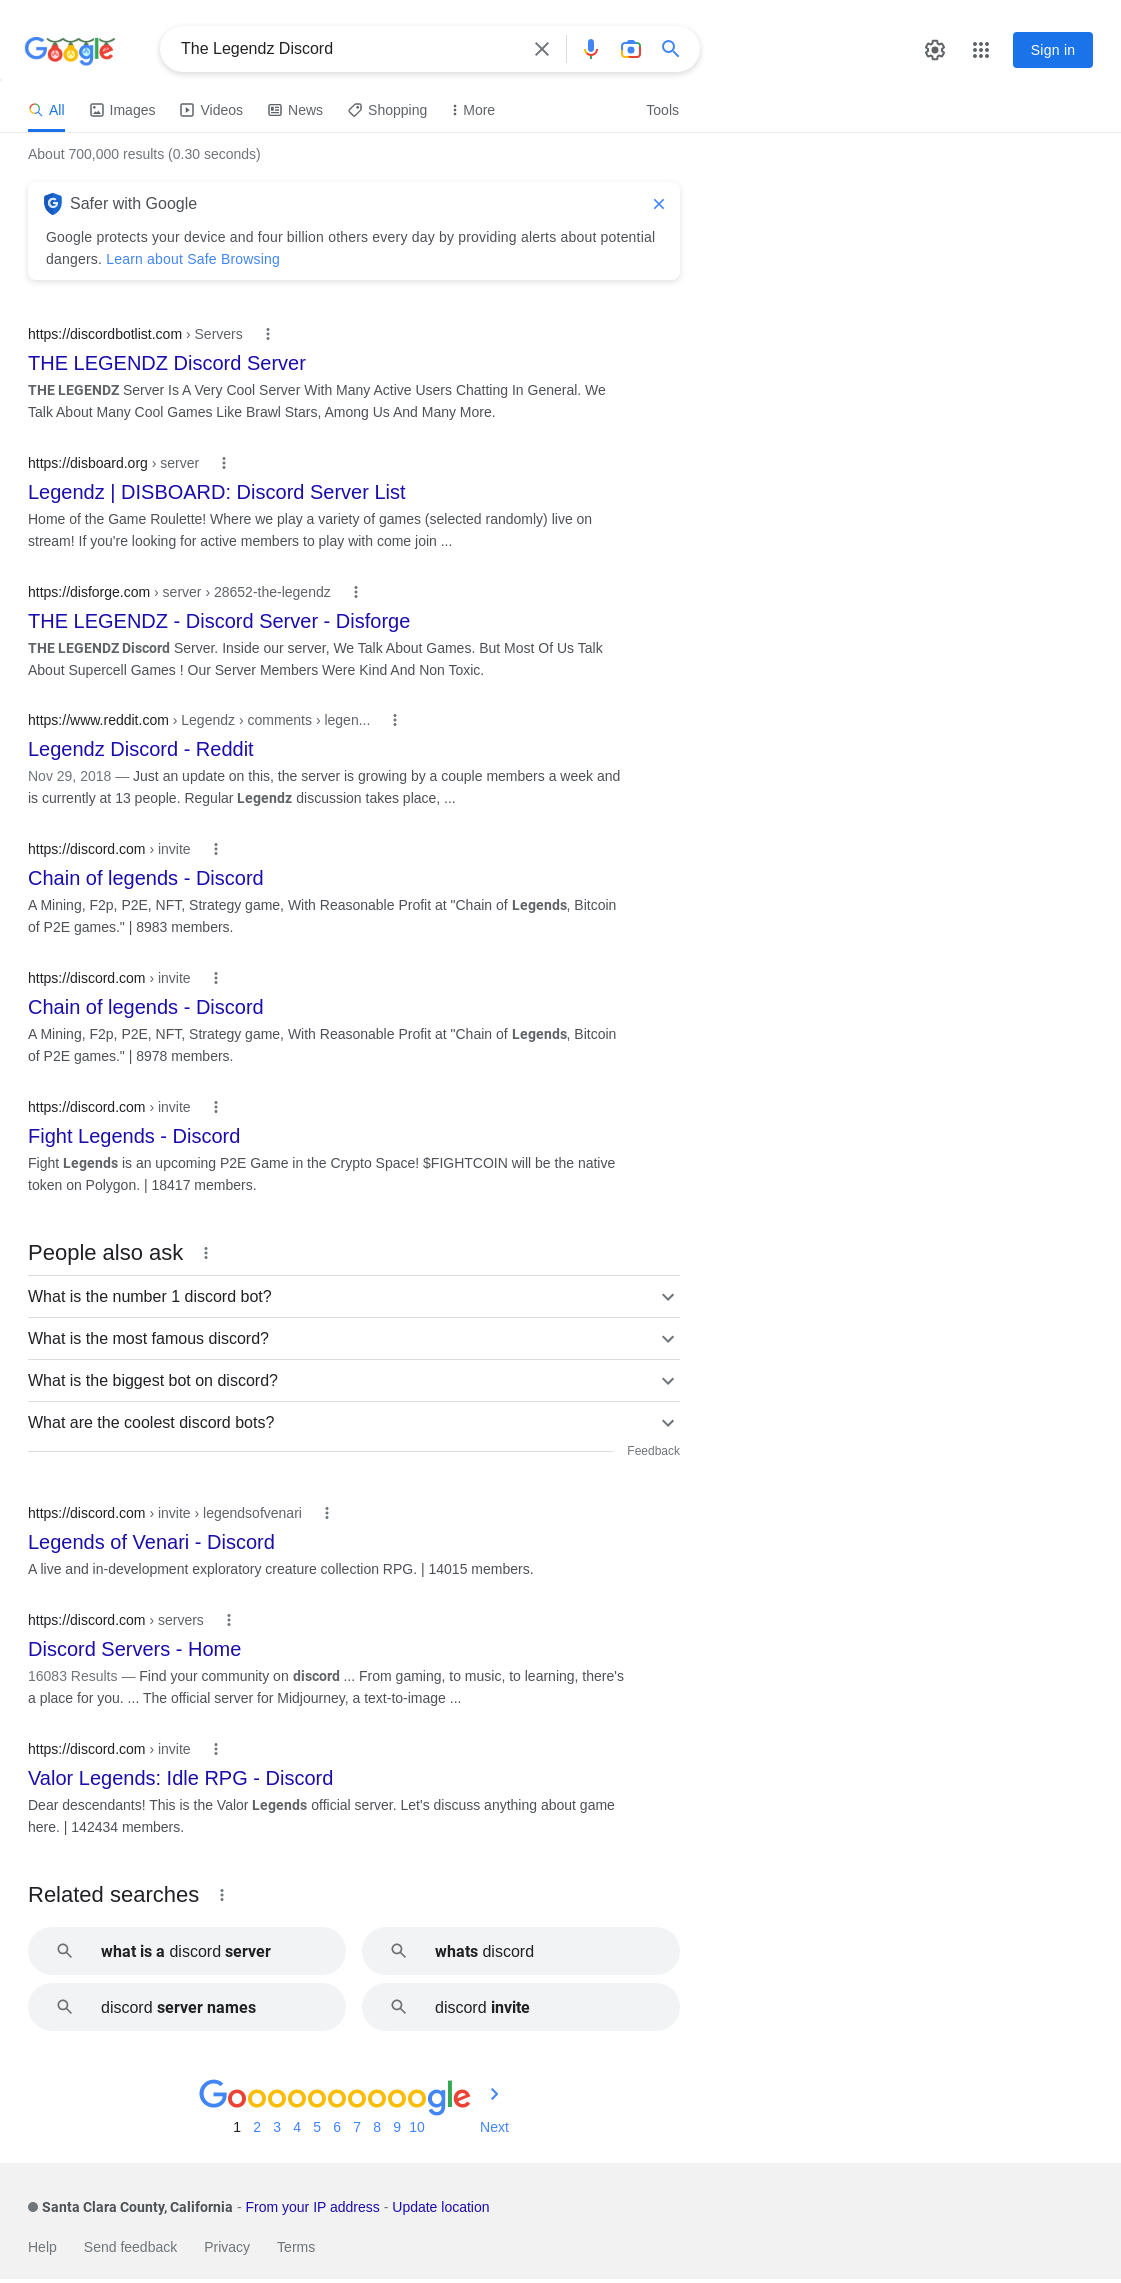 Google
The Legendz Discord
Sign in
All
Images
Videos
News
Shopping
More
Tools
About 700,000 results (0.30 seconds)
Safer with Google
Google protects your device and four billion others every day by providing alerts about potential
dangers. Learn about Safe Browsing
https://discordbotlist.com › Servers
THE LEGENDZ Discord Server
THE LEGENDZ Server Is A Very Cool Server With Many Active Users Chatting In General. We
Talk About Many Cool Games Like Brawl Stars, Among Us And Many More.
https://disboard.org › server
Legendz | DISBOARD: Discord Server List
Home of the Game Roulette! Where we play a variety of games (selected randomly) live on
stream! If you're looking for active members to play with come join ...
https://disforge.com › server › 28652-the-legendz
THE LEGENDZ - Discord Server - Disforge
THE LEGENDZ Discord Server. Inside our server, We Talk About Games. But Most Of Us Talk
About Supercell Games ! Our Server Members Were Kind And Non Toxic.
https://www.reddit.com › Legendz › comments › legen...
Legendz Discord - Reddit
Nov 29, 2018 — Just an update on this, the server is growing by a couple members a week and
is currently at 13 people. Regular Legendz discussion takes place, ...
https://discord.com › invite
Chain of legends - Discord
A Mining, F2p, P2E, NFT, Strategy game, With Reasonable Profit at "Chain of Legends, Bitcoin
of P2E games." | 8983 members.
https://discord.com › invite
Chain of legends - Discord
A Mining, F2p, P2E, NFT, Strategy game, With Reasonable Profit at "Chain of Legends, Bitcoin
of P2E games." | 8978 members.
https://discord.com › invite
Fight Legends - Discord
Fight Legends is an upcoming P2E Game in the Crypto Space! $FIGHTCOIN will be the native
token on Polygon. | 18417 members.
People also ask
What is the number 1 discord bot?
What is the most famous discord?
What is the biggest bot on discord?
What are the coolest discord bots?
Feedback
https://discord.com › invite › legendsofvenari
Legends of Venari - Discord
A live and in-development exploratory creature collection RPG. | 14015 members.
https://discord.com › servers
Discord Servers - Home
16083 Results — Find your community on discord ... From gaming, to music, to learning, there's
a place for you. ... The official server for Midjourney, a text-to-image ...
https://discord.com › invite
Valor Legends: Idle RPG - Discord
Dear descendants! This is the Valor Legends official server. Let's discuss anything about game
here. | 142434 members.
Related searches
what is a discord server
whats discord
discord server names
discord invite
Goooooooooogle
1 2 3 4 5 6 7 8 9 10 Next
Santa Clara County, California - From your IP address - Update location
Help Send feedback Privacy Terms